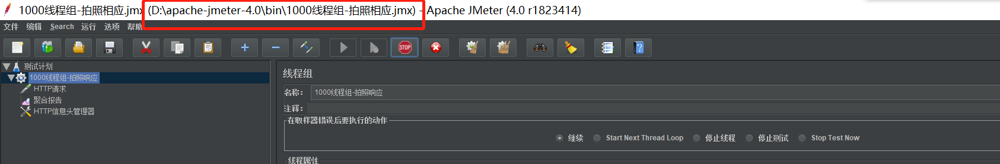 1000线程组-拍照相应.jmx (D:\apache-jmeter-4.0\bin\1000线程组-拍照相应.jmx) - Apache JMeter (4.0 r1823414)
文件 编辑 Search 运行 选项 帮助
STOP
测试计划
线程组
1000线程组-拍照响应
HTTP请求
名称： 1000线程组-拍照响应
聚合报告
注释：
HTTP信息头管理器
在取样器错误后要执行的动作
继续 Start Next Thread Loop 停止线程 停止测试 Stop Test Now
线程属性